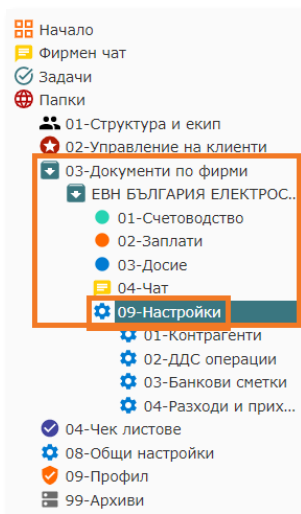 Начало
Фирмен чат
Задачи
Папки
01-Структура и екип
02-Управление на клиенти
03-Документи по фирми
ЕВН БЪЛГАРИЯ ЕЛЕКТРОС...
01-Счетоводство
02-Заплати
03-Досие
04-Чат
09-Настройки
01-Контрагенти
02-ДДС операции
03-Банкови сметки
04-Разходи и прих...
04-Чек листове
08-Общи настройки
09-Профил
99-Архиви